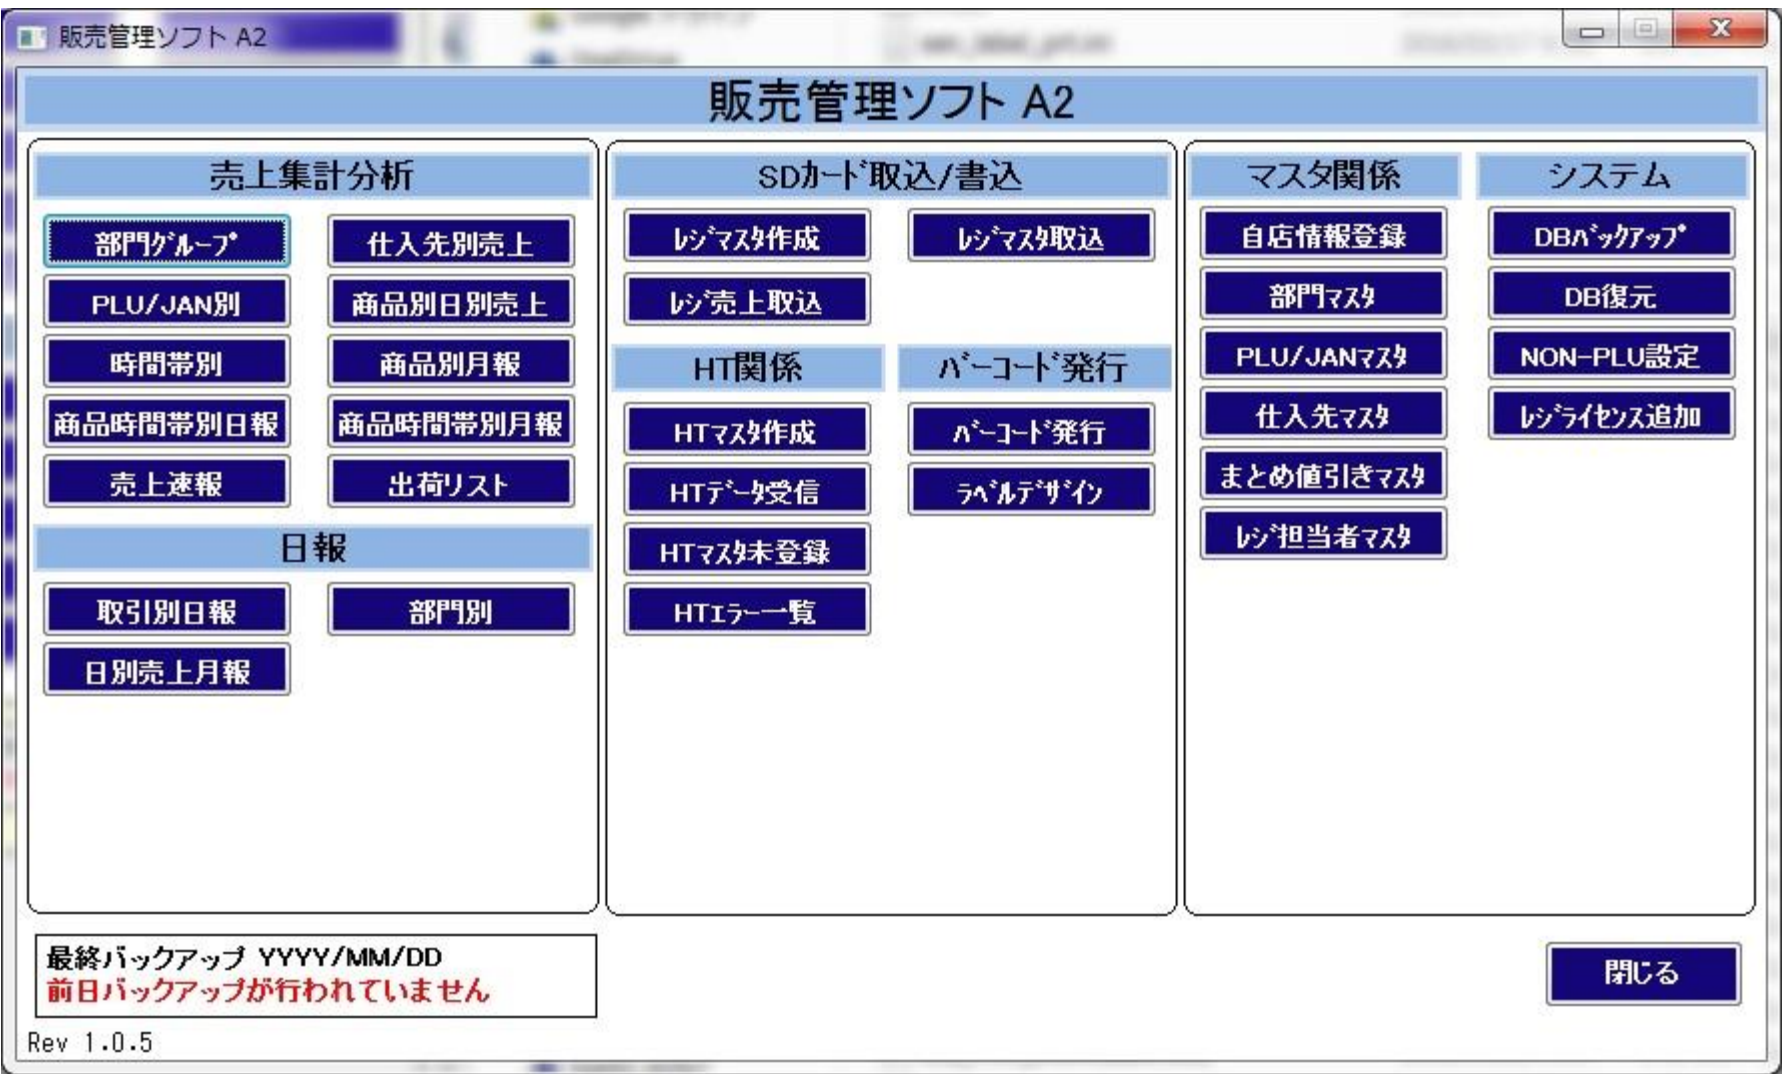 販売管理ソフト A2
販売管理ソフト A2
売上集計分析
部門ｸﾞﾙｰﾌﾟ
仕入先別売上
PLU/JAN別
商品別日別売上
時間帯別
商品別月報
商品時間帯別日報
商品時間帯別月報
売上速報
出荷リスト
日報
取引別日報
部門別
日別売上月報
SDｶｰﾄﾞ取込/書込
ﾚｼﾞﾏｽﾀ作成
ﾚｼﾞﾏｽﾀ取込
ﾚｼﾞ売上取込
HT関係
HTﾏｽﾀ作成
HTﾃﾞｰﾀ受信
HTﾏｽﾀ未登録
HTｴﾗｰ一覧
ﾊﾞｰｺｰﾄﾞ発行
ﾊﾞｰｺｰﾄﾞ発行
ﾗﾍﾞﾙﾃﾞｻﾞｲﾝ
マスタ関係
自店情報登録
部門ﾏｽﾀ
PLU/JANﾏｽﾀ
仕入先ﾏｽﾀ
まとめ値引きﾏｽﾀ
ﾚｼﾞ担当者ﾏｽﾀ
システム
DBﾊﾞｯｸｱｯﾌﾟ
DB復元
NON-PLU設定
ﾚｼﾞﾗｲｾﾝｽ追加
最終バックアップ YYYY/MM/DD
前日バックアップが行われていません
閉じる
Rev 1.0.5